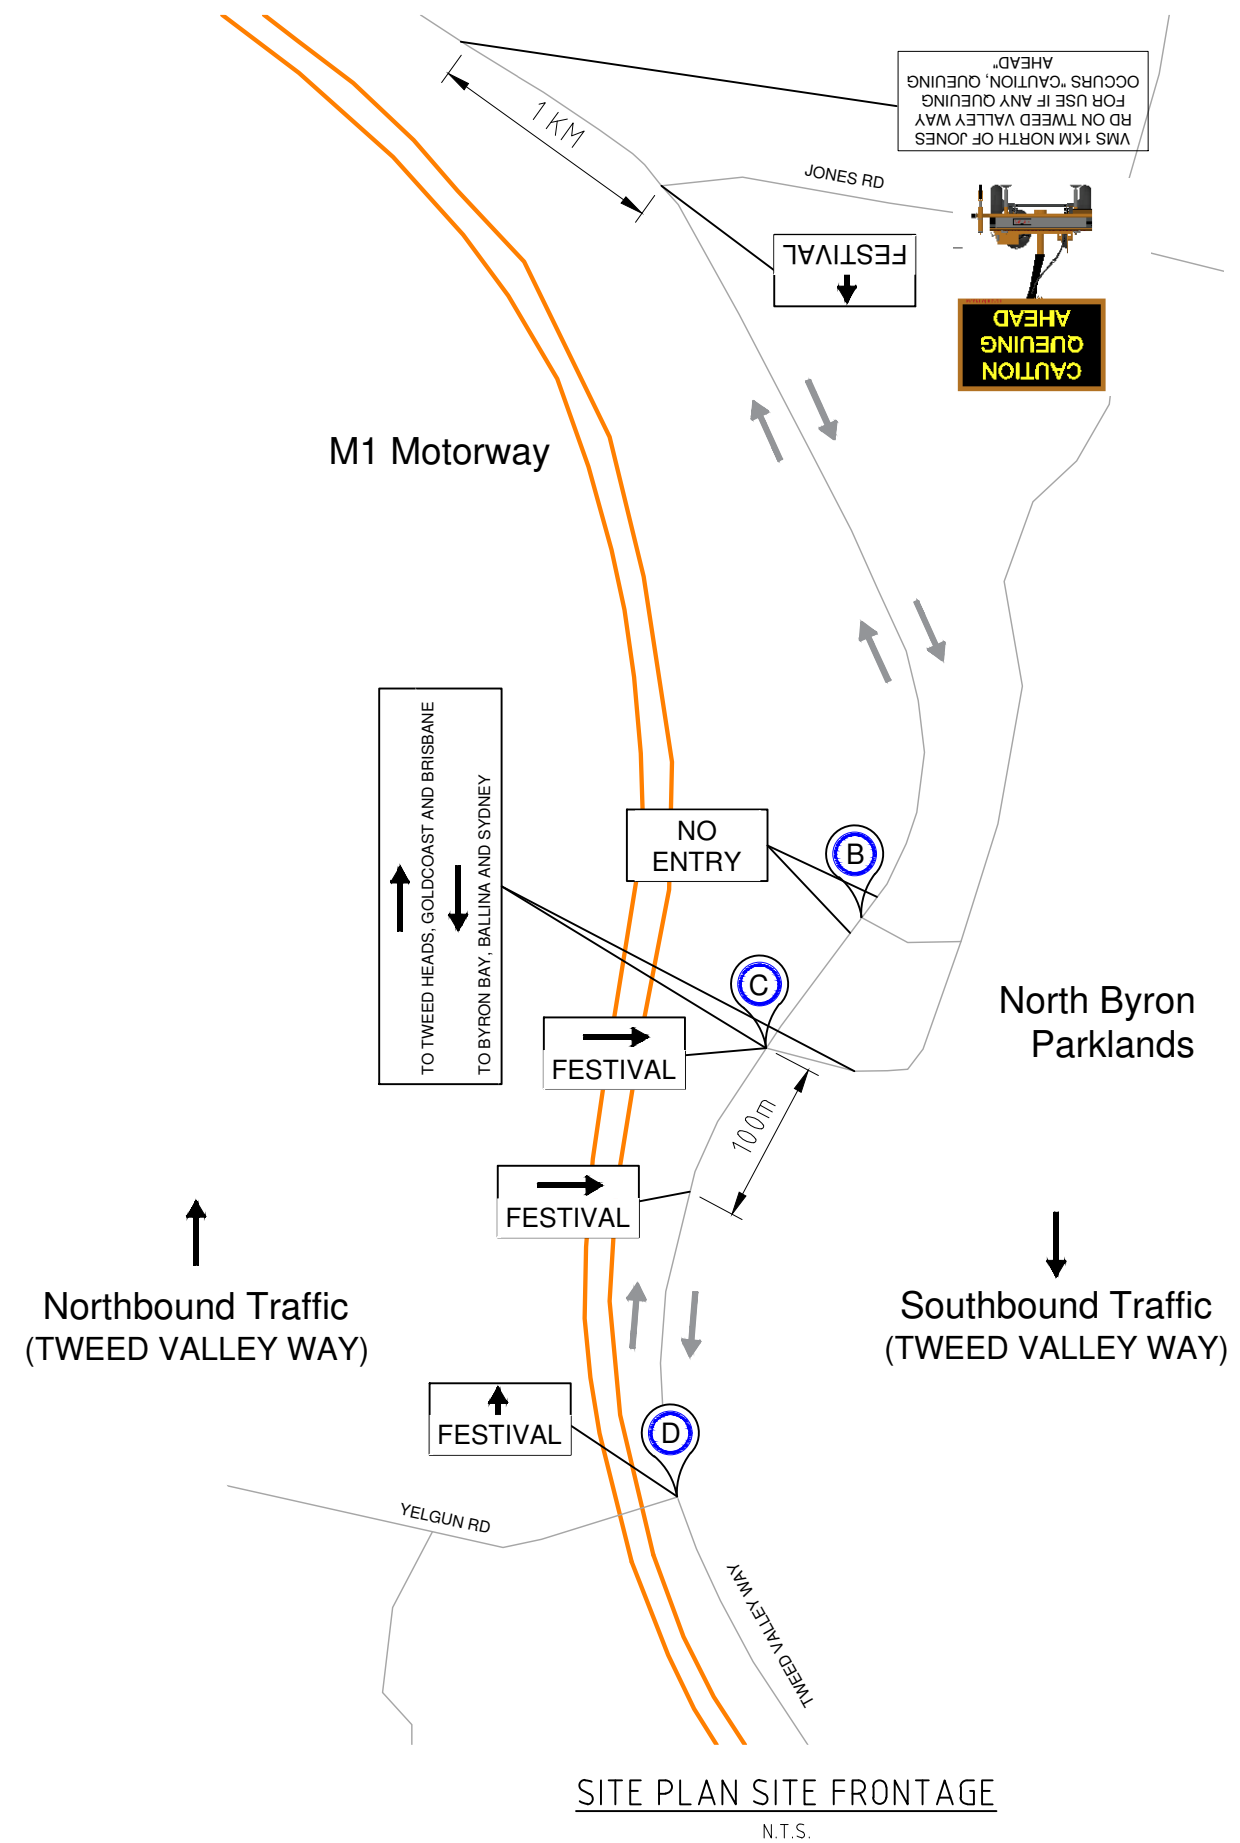 VMS 1KM NORTH OF JONES
RD ON TWEED VALLEY WAY
FOR USE IF ANY QUEUING
OCCURS "CAUTION, QUEUING
AHEAD"
1 KM
JONES RD
FESTIVAL
CAUTION
QUEUING
AHEAD
M1 Motorway
TO TWEED HEADS, GOLDCOAST AND BRISBANE
TO BYRON BAY, BALLINA AND SYDNEY
NO
ENTRY
B
C
North Byron
Parklands
FESTIVAL
100m
FESTIVAL
Northbound Traffic
(TWEED VALLEY WAY)
Southbound Traffic
(TWEED VALLEY WAY)
FESTIVAL
D
YELGUN RD
TWEED VALLEY WAY
SITE PLAN SITE FRONTAGE
N.T.S.